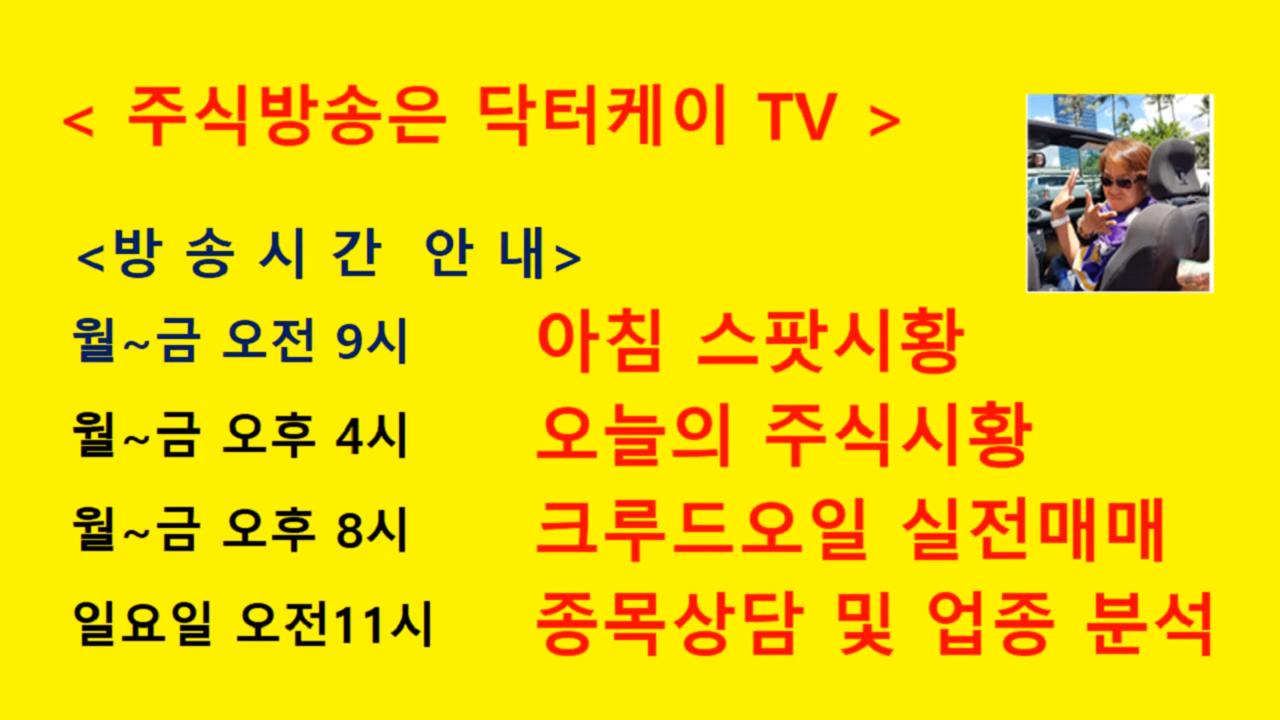 < 주식방송은 닥터케이 TV >
<방 송 시 간 안 내>
월~금 오전 9시 아침 스팟시황
월~금 오후 4시 오늘의 주식시황
월~금 오후 8시 크루드오일 실전매매
일요일 오전11시 종목상담 및 업종 분석